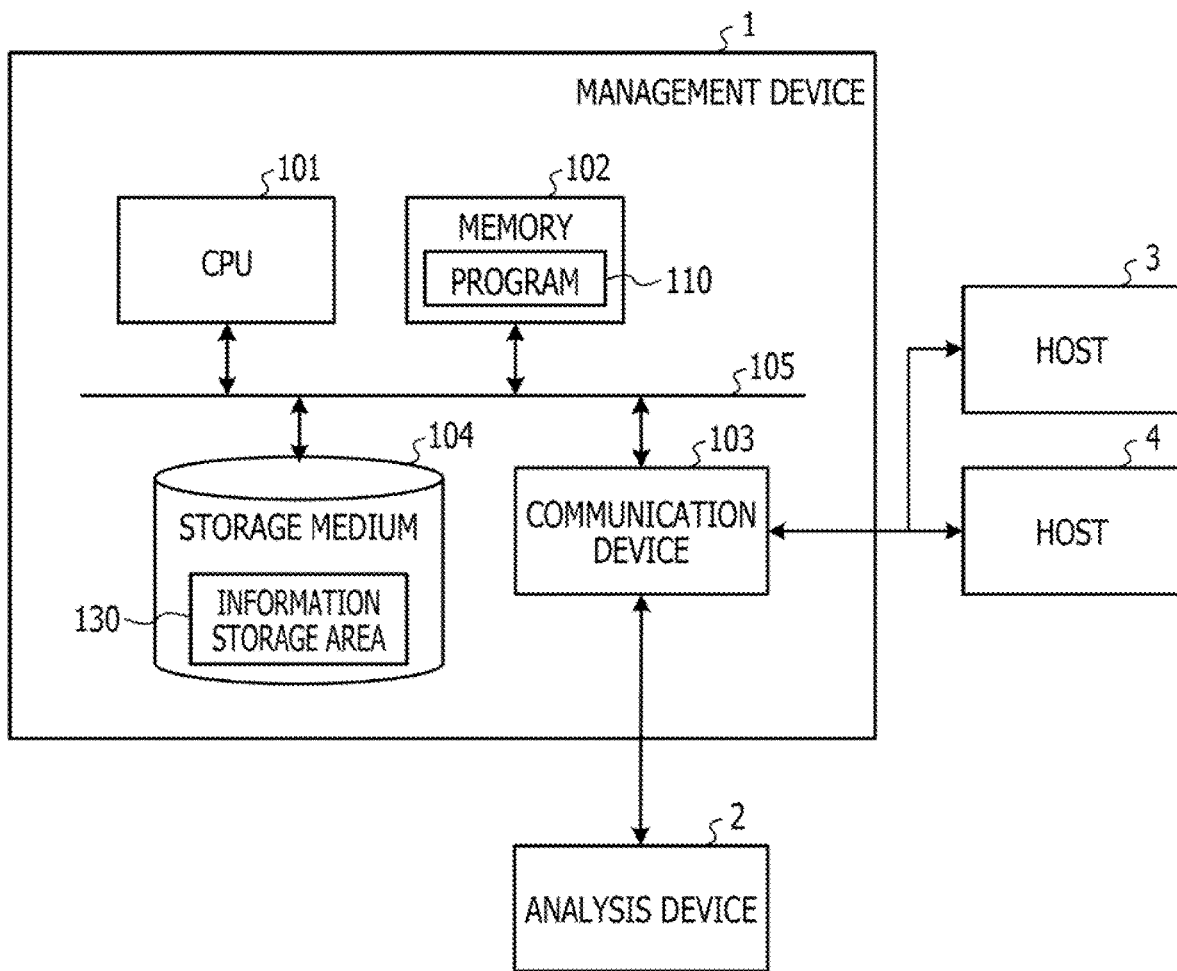 1
MANAGEMENT DEVICE
101
CPU
102
MEMORY
PROGRAM
110
105
3
HOST
4
HOST
104
STORAGE MEDIUM
130
INFORMATION
STORAGE AREA
103
COMMUNICATION
DEVICE
2
ANALYSIS DEVICE